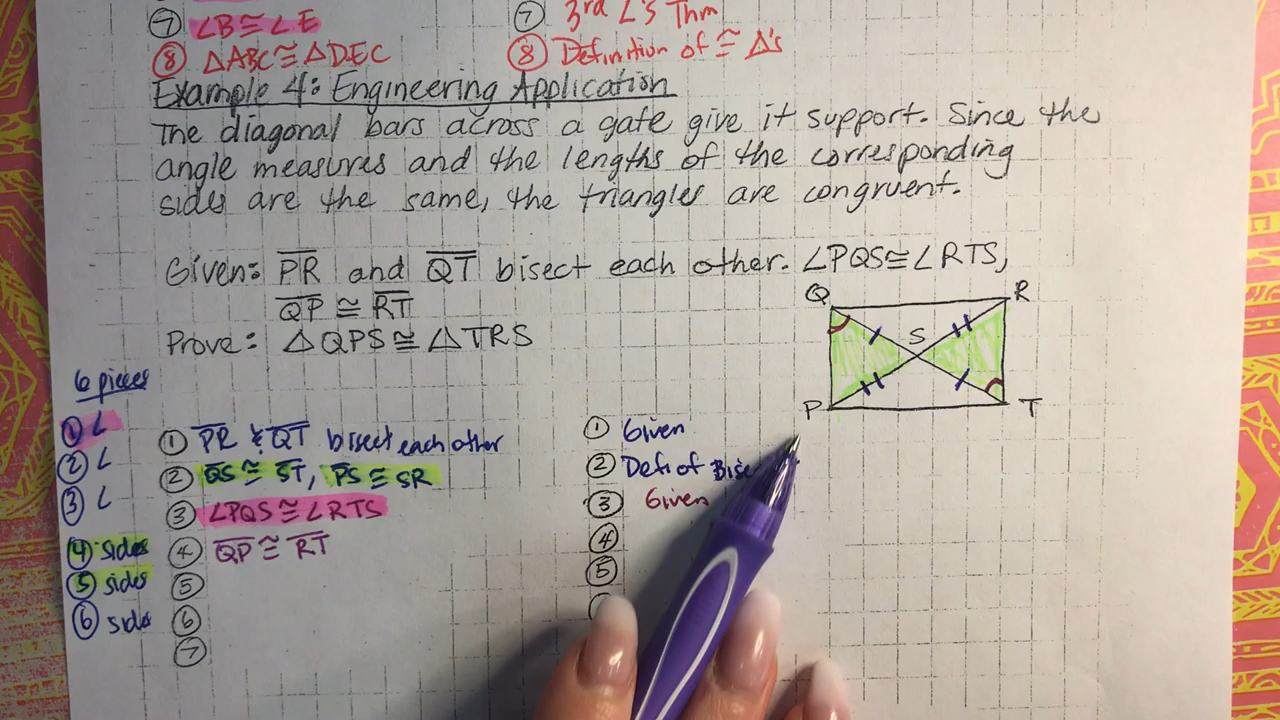 ⑦ ∠B ≅ ∠E ⑦ 3rd ∠'s Thm
⑧ △ABC ≅ △DEC ⑧ Definition of ≅ △'s
Example 4: Engineering Application
The diagonal bars across a gate give it support. Since the
angle measures and the lengths of the corresponding
sides are the same, the triangles are congruent.
Given: PR and QT bisect each other. ∠PQS ≅ ∠RTS,
QP ≅ RT
Prove: △QPS ≅ △TRS
Q R
S
P T
6 pieces
① ∠
② ∠
③ ∠
④ sides
⑤ sides
⑥ side
① PR & QT bisect each other ① Given
② QS ≅ ST, PS ≅ SR ② Def. of
③ ∠PQS ≅ ∠RTS ③ Given
④ QP ≅ RT ④
⑤ ⑤
⑥
⑦